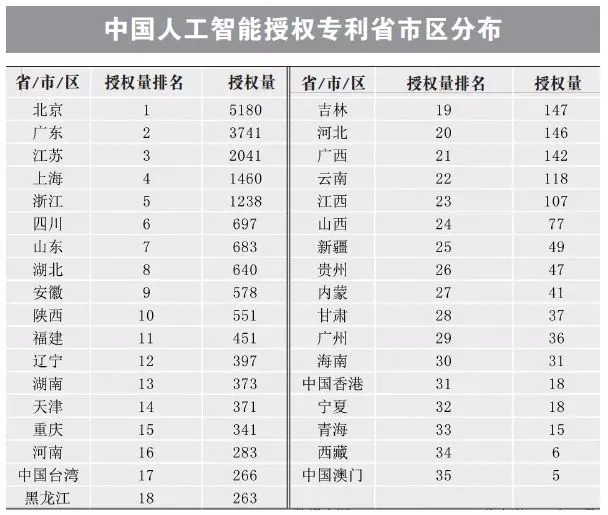 中国人工智能授权专利省市区分布
省/市/区 授权量排名 授权量
北京 1 5180
广东 2 3741
江苏 3 2041
上海 4 1460
浙江 5 1238
四川 6 697
山东 7 683
湖北 8 640
安徽 9 578
陕西 10 551
福建 11 451
辽宁 12 397
湖南 13 373
天津 14 371
重庆 15 341
河南 16 283
中国台湾 17 266
黑龙江 18 263
省/市/区 授权量排名 授权量
吉林 19 147
河北 20 146
广西 21 142
云南 22 118
江西 23 107
山西 24 77
新疆 25 49
贵州 26 47
内蒙 27 41
甘肃 28 37
广州 29 36
海南 30 31
中国香港 31 18
宁夏 32 18
青海 33 15
西藏 34 6
中国澳门 35 5